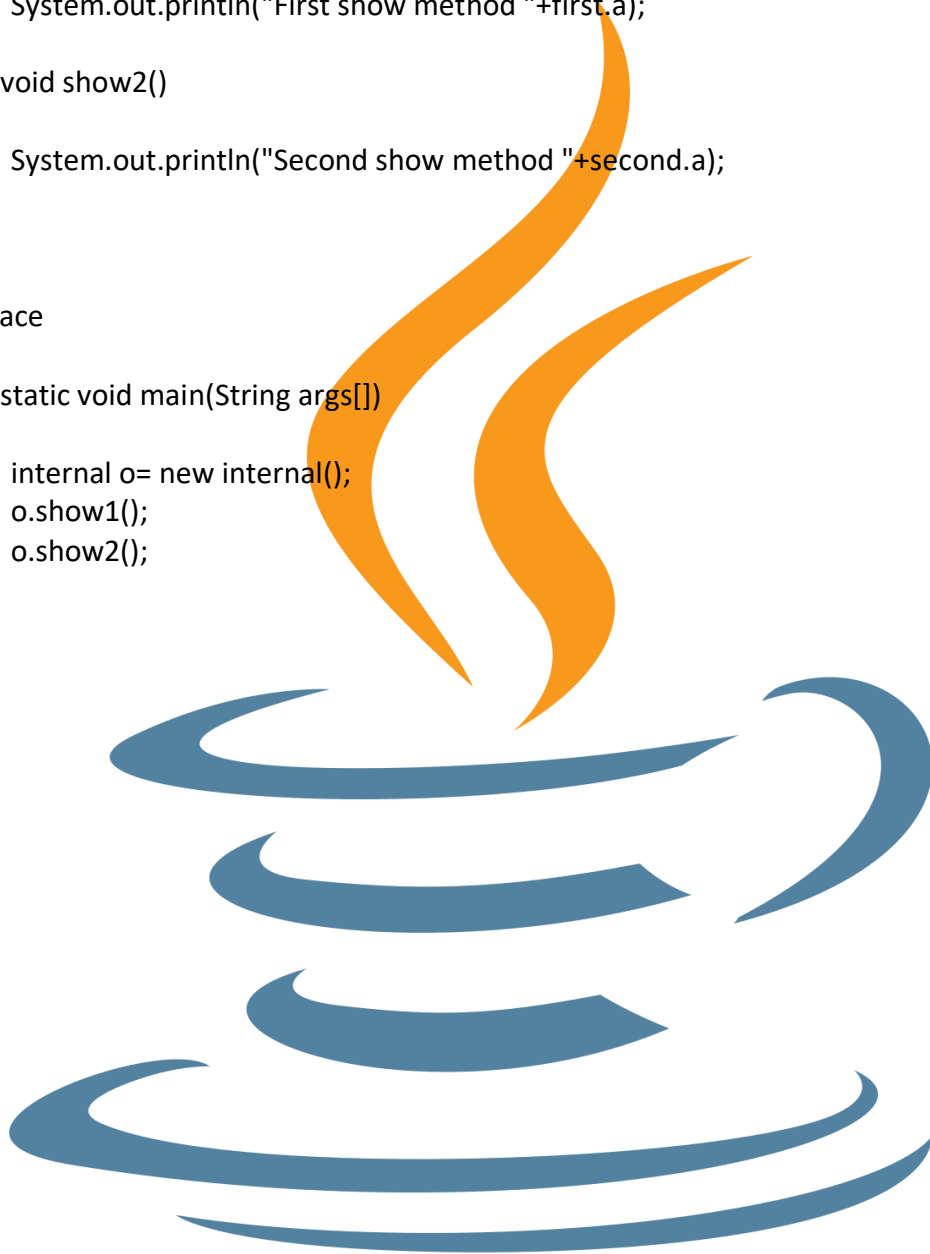 System.out.println("First show method "+first.a);
void show2()
System.out.println("Second show method "+second.a);
ace
static void main(String args[])
internal o= new internal();
o.show1();
o.show2();